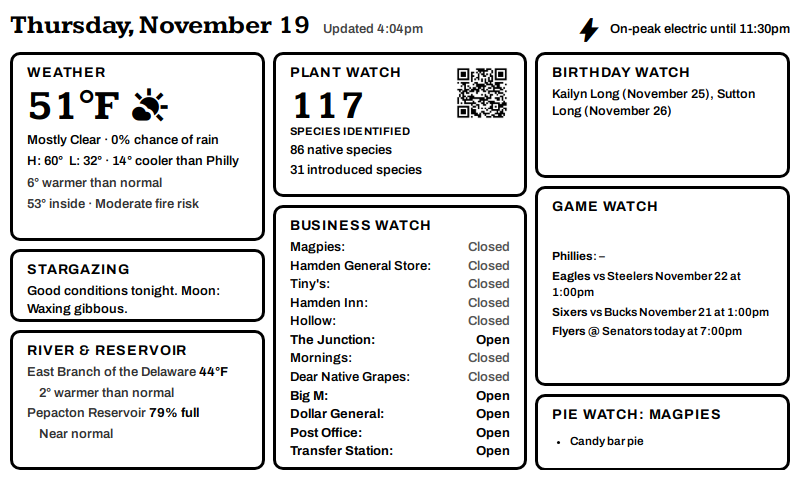 Thursday, November 19 Updated 4:04pm
On-peak electric until 11:30pm
WEATHER
51°F
Mostly Clear · 0% chance of rain
H: 60° L: 32° · 14° cooler than Philly
6° warmer than normal
53° inside · Moderate fire risk
STARGAZING
Good conditions tonight. Moon:
Waxing gibbous.
RIVER & RESERVOIR
East Branch of the Delaware 44°F
2° warmer than normal
Pepacton Reservoir 79% full
Near normal
PLANT WATCH
117
SPECIES IDENTIFIED
86 native species
31 introduced species
BUSINESS WATCH
Magpies: Closed
Hamden General Store: Closed
Tiny's: Closed
Hamden Inn: Closed
Hollow: Closed
The Junction: Open
Mornings: Closed
Dear Native Grapes: Closed
Big M: Open
Dollar General: Open
Post Office: Open
Transfer Station: Open
BIRTHDAY WATCH
Kailyn Long (November 25), Sutton
Long (November 26)
GAME WATCH
Phillies: –
Eagles vs Steelers November 22 at
1:00pm
Sixers vs Bucks November 21 at 1:00pm
Flyers @ Senators today at 7:00pm
PIE WATCH: MAGPIES
• Candy bar pie